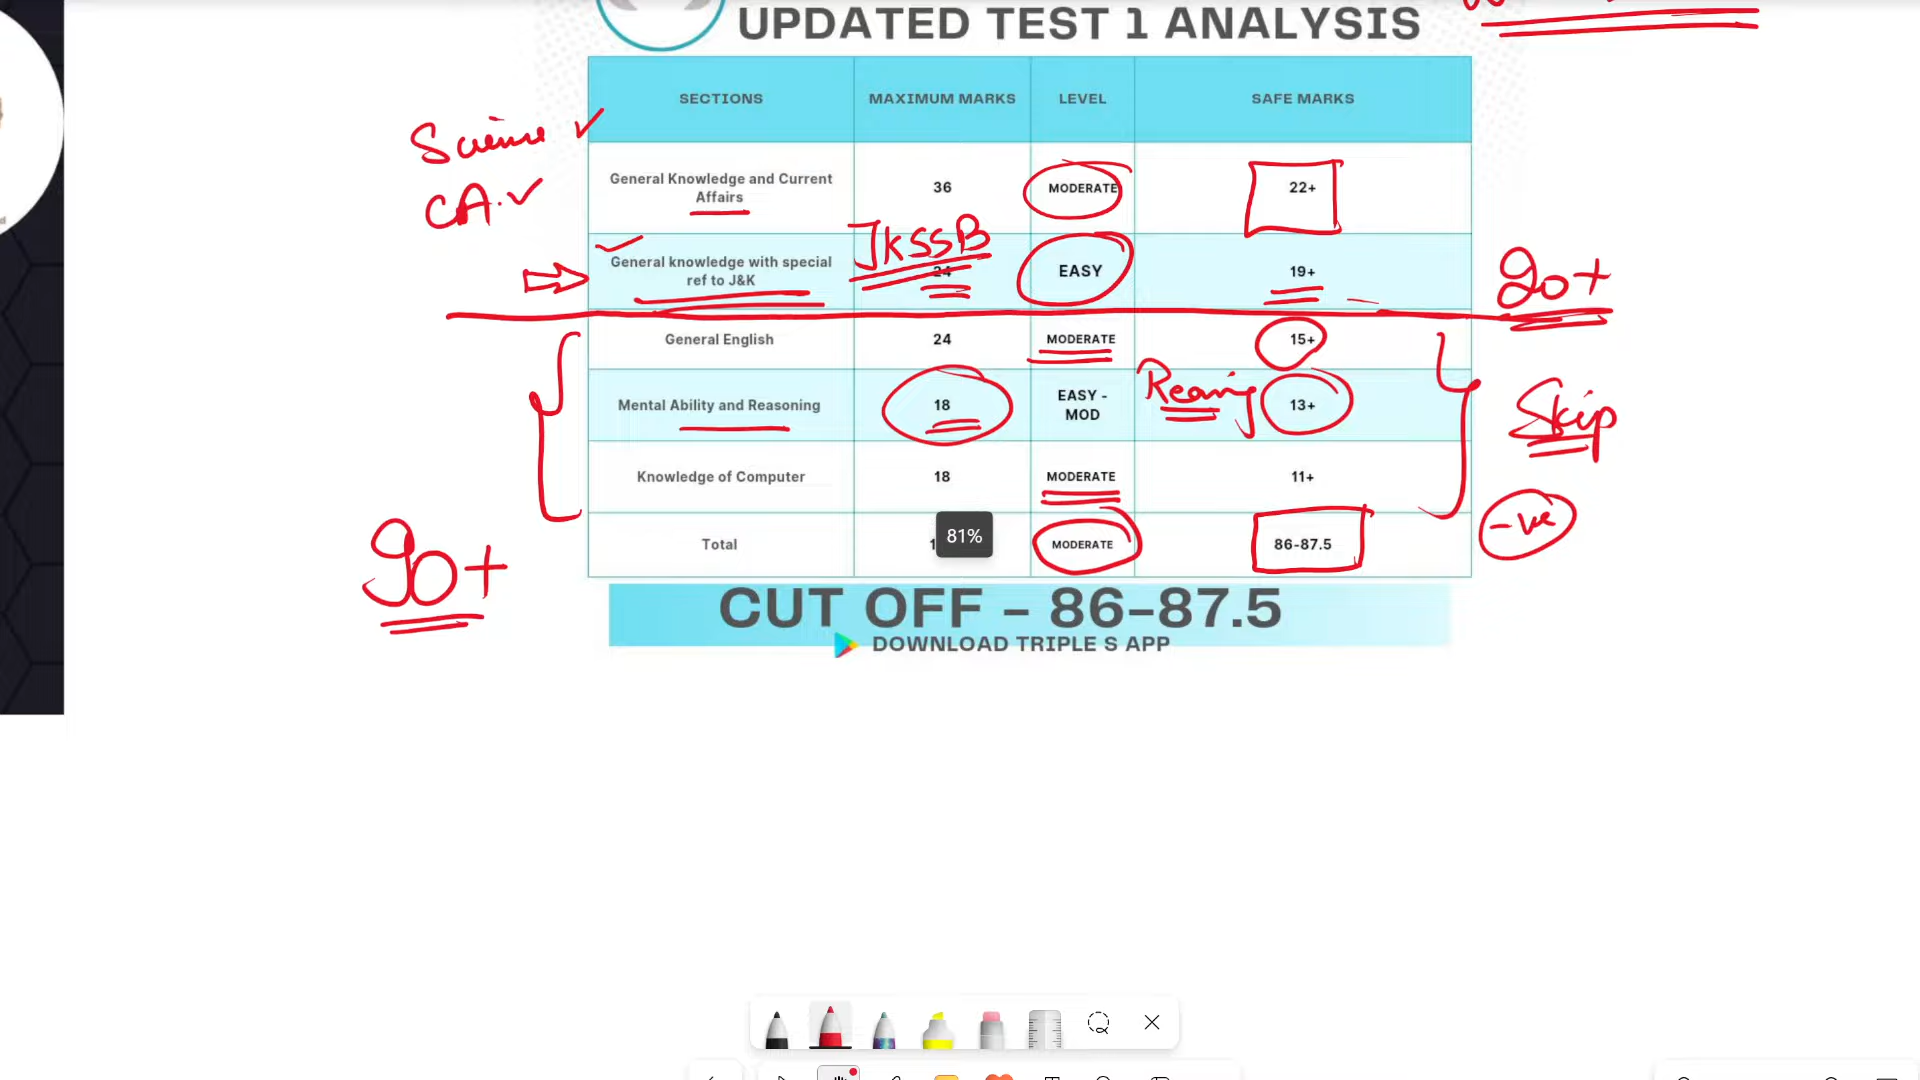 UPDATED TEST 1 ANALYSIS
SECTIONS MAXIMUM MARKS LEVEL SAFE MARKS
Science
CA.
General Knowledge and Current
Affairs
36 MODERATE 22+
JKSSB
General knowledge with special
ref to J&K
24 EASY 19+
20+
General English 24 MODERATE 15+
Mental Ability and Reasoning 18 EASY -
MOD
13+
Skip
Knowledge of Computer 18 MODERATE 11+
-ve
Total 81% MODERATE 86-87.5
90+
CUT OFF - 86-87.5
DOWNLOAD TRIPLE S APP